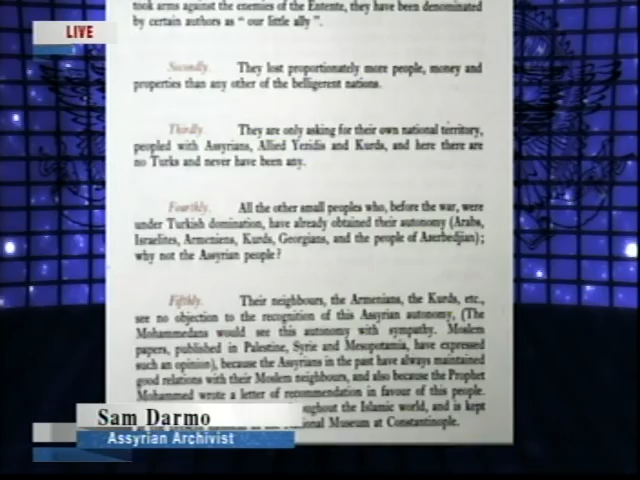 took arms against the enemies of the Entente, they have been denominated
by certain authors as " our little ally ".
LIVE
Secondly. They lost proportionately more people, money and
properties than any other of the belligerest nations.
Thirdly. They are only asking for their own national territory,
peopled with Assyrians, Allied Yezidis and Kurds, and here there are
no Turks and never have been any.
Fourthly. All the other small peoples who, before the war, were
under Turkish domination, have already obtained their autonomy (Arabs,
Israelites, Armeniens, Kurds, Georgians, and the people of Azerbedjian);
why not the Assyrian people?
Fifthly. Their neighbours, the Armenians, the Kurds, etc.,
see no objection to the recognition of this Assyrian autonomy, (The
Mohammedans would see this autonomy with sympathy. Moslem
papers, published in Palestine, Syrie and Mesopotamia, have expressed
such an opinion), because the Assyrians in the past have always maintained
good relations with their Moslem neighbours, and also because the Prophet
Mohammed wrote a letter of recommendation in favour of this people.
oughout the Islamic world, and is kept
ional Museum at Constantinople.
Sam Darmo
Assyrian Archivist